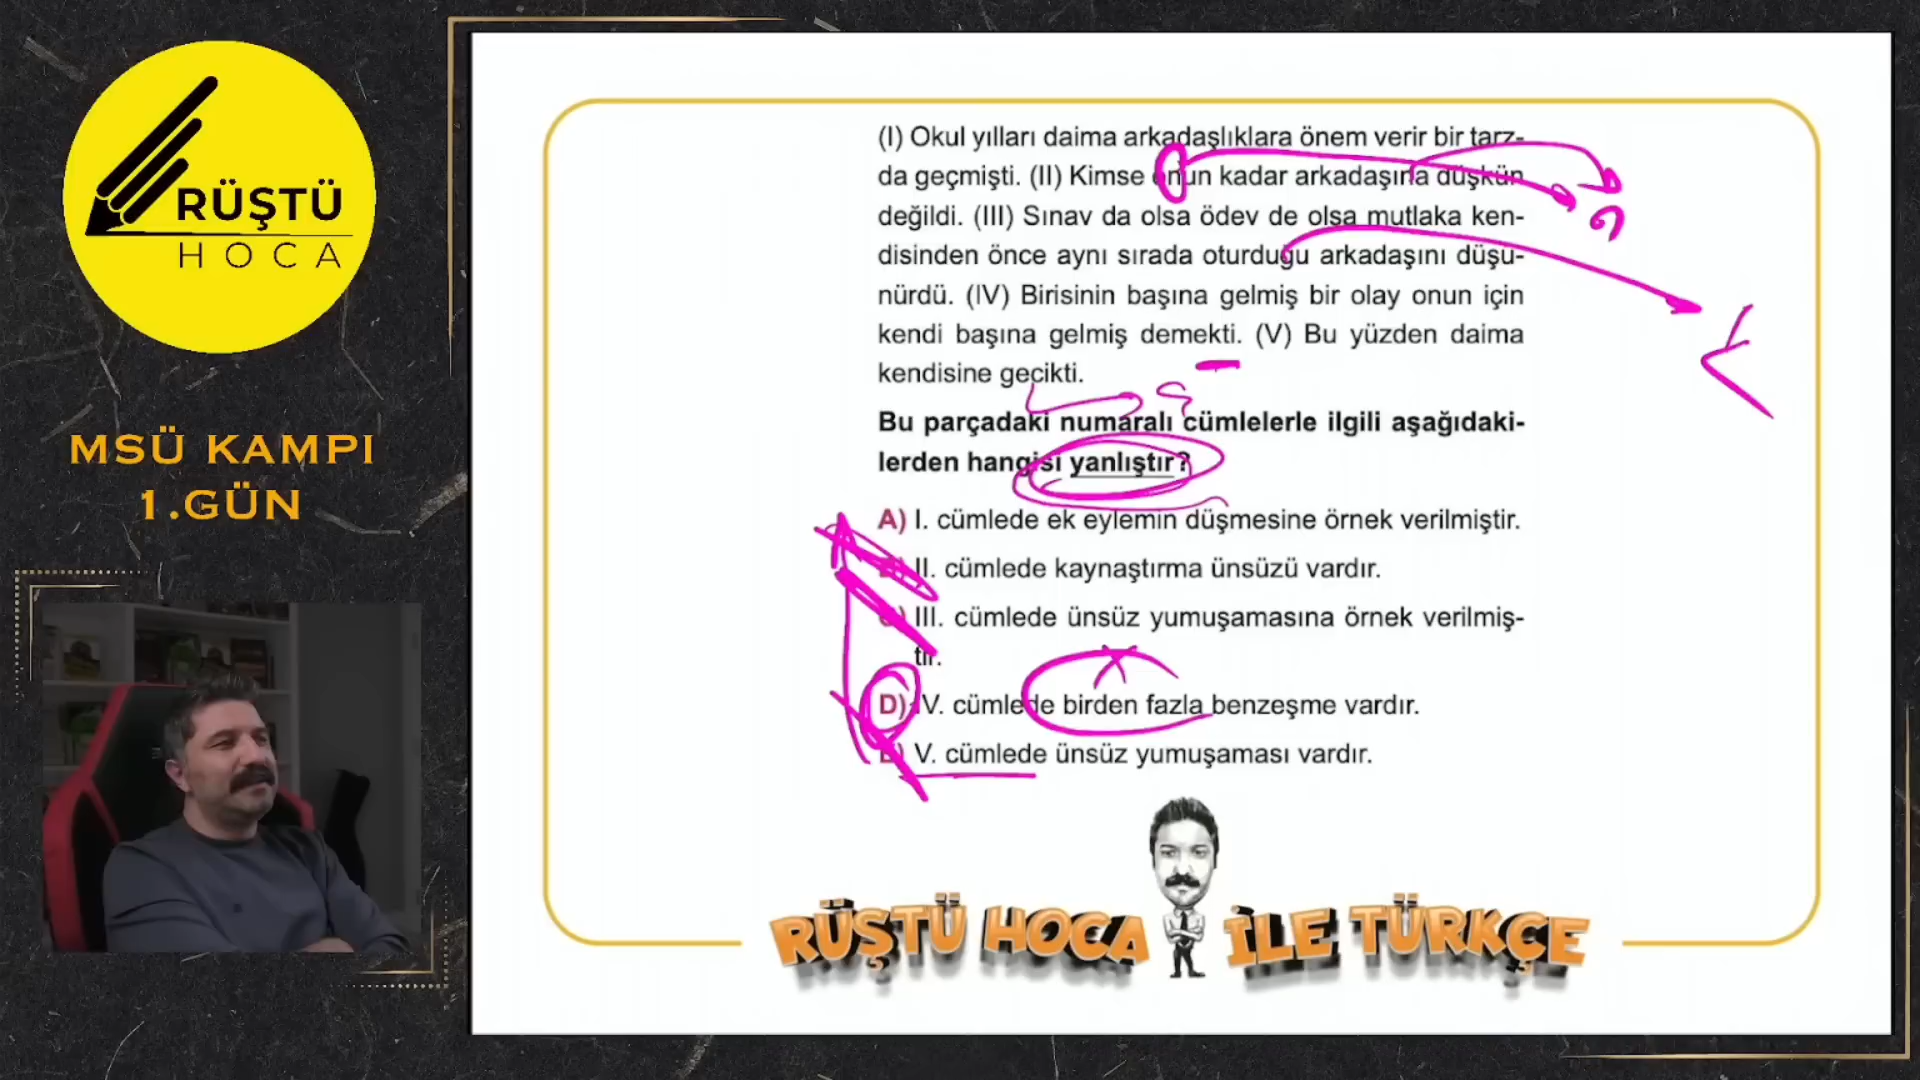 RÜŞTÜ
HOCA
MSÜ KAMPI
1.GÜN
(I) Okul yılları daima arkadaşlıklara önem verir bir tarz-
da geçmişti. (II) Kimse onun kadar arkadaşına düşkün
değildi. (III) Sınav da olsa ödev de olsa mutlaka ken-
disinden önce aynı sırada oturduğu arkadaşını düşü-
nürdü. (IV) Birisinin başına gelmiş bir olay onun için
kendi başına gelmiş demekti. (V) Bu yüzden daima
kendisine gecikti.
Bu parçadaki numaralı cümlelerle ilgili aşağıdaki-
lerden hangisi yanlıştır?
A) I. cümlede ek eylemin düşmesine örnek verilmiştir.
B) II. cümlede kaynaştırma ünsüzü vardır.
C) III. cümlede ünsüz yumuşamasına örnek verilmiş-
tir.
D) IV. cümlede birden fazla benzeşme vardır.
E) V. cümlede ünsüz yumuşaması vardır.
RÜŞTÜ HOCA İLE TÜRKÇE